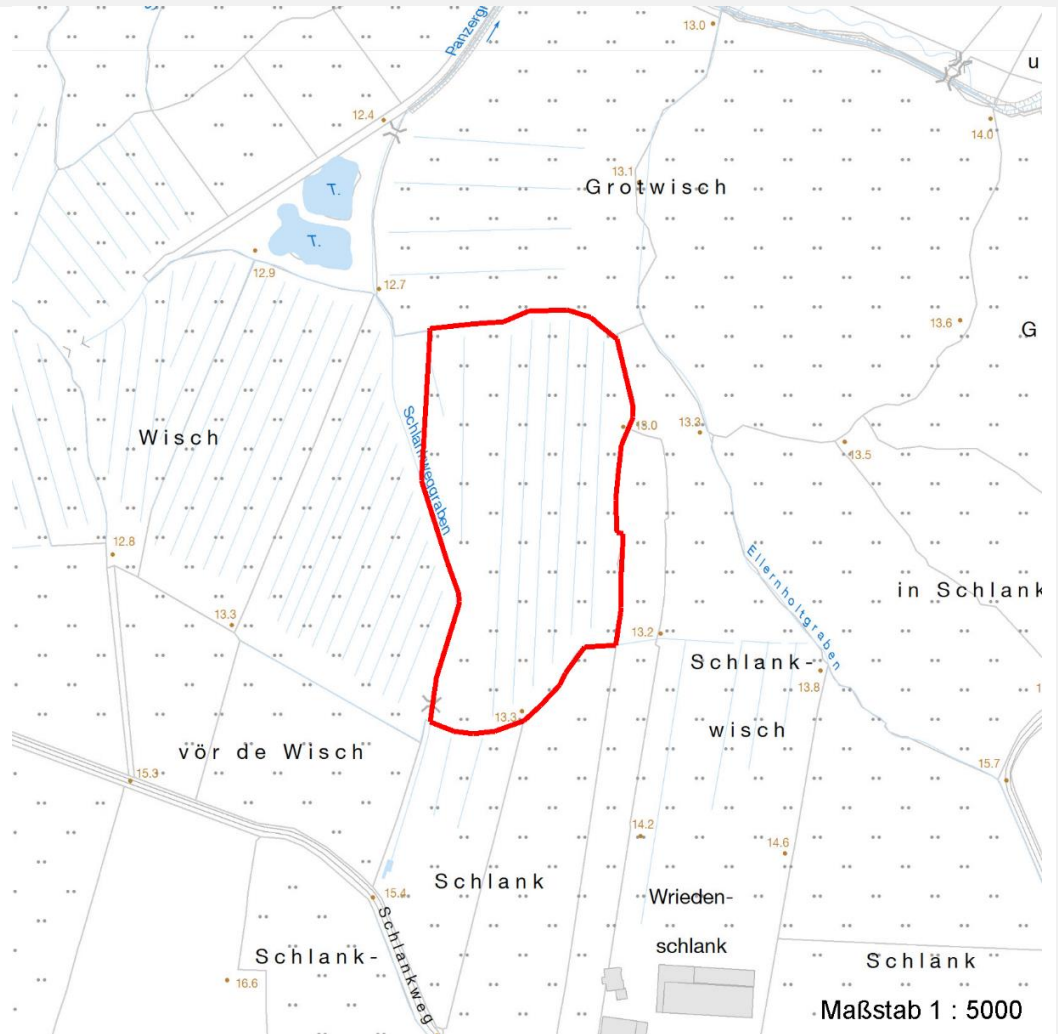 Panzergr
13.0
u
12.4
14.0
13.1
Grotwisch
T.
T.
12.9
12.7
13.6
G
Wisch
Schlankweggraben
13.0
13.3
13.5
12.8
Ellernholtgraben
in Schlank
13.3
13.2
Schlank-
13.8
wisch
13.3
vör de Wisch
15.3
15.7
14.2
14.6
Schlank
15.4
Wrieden-
schlank
Schlankweg
Schlank-
Schlank
16.6
Maßstab 1 : 5000